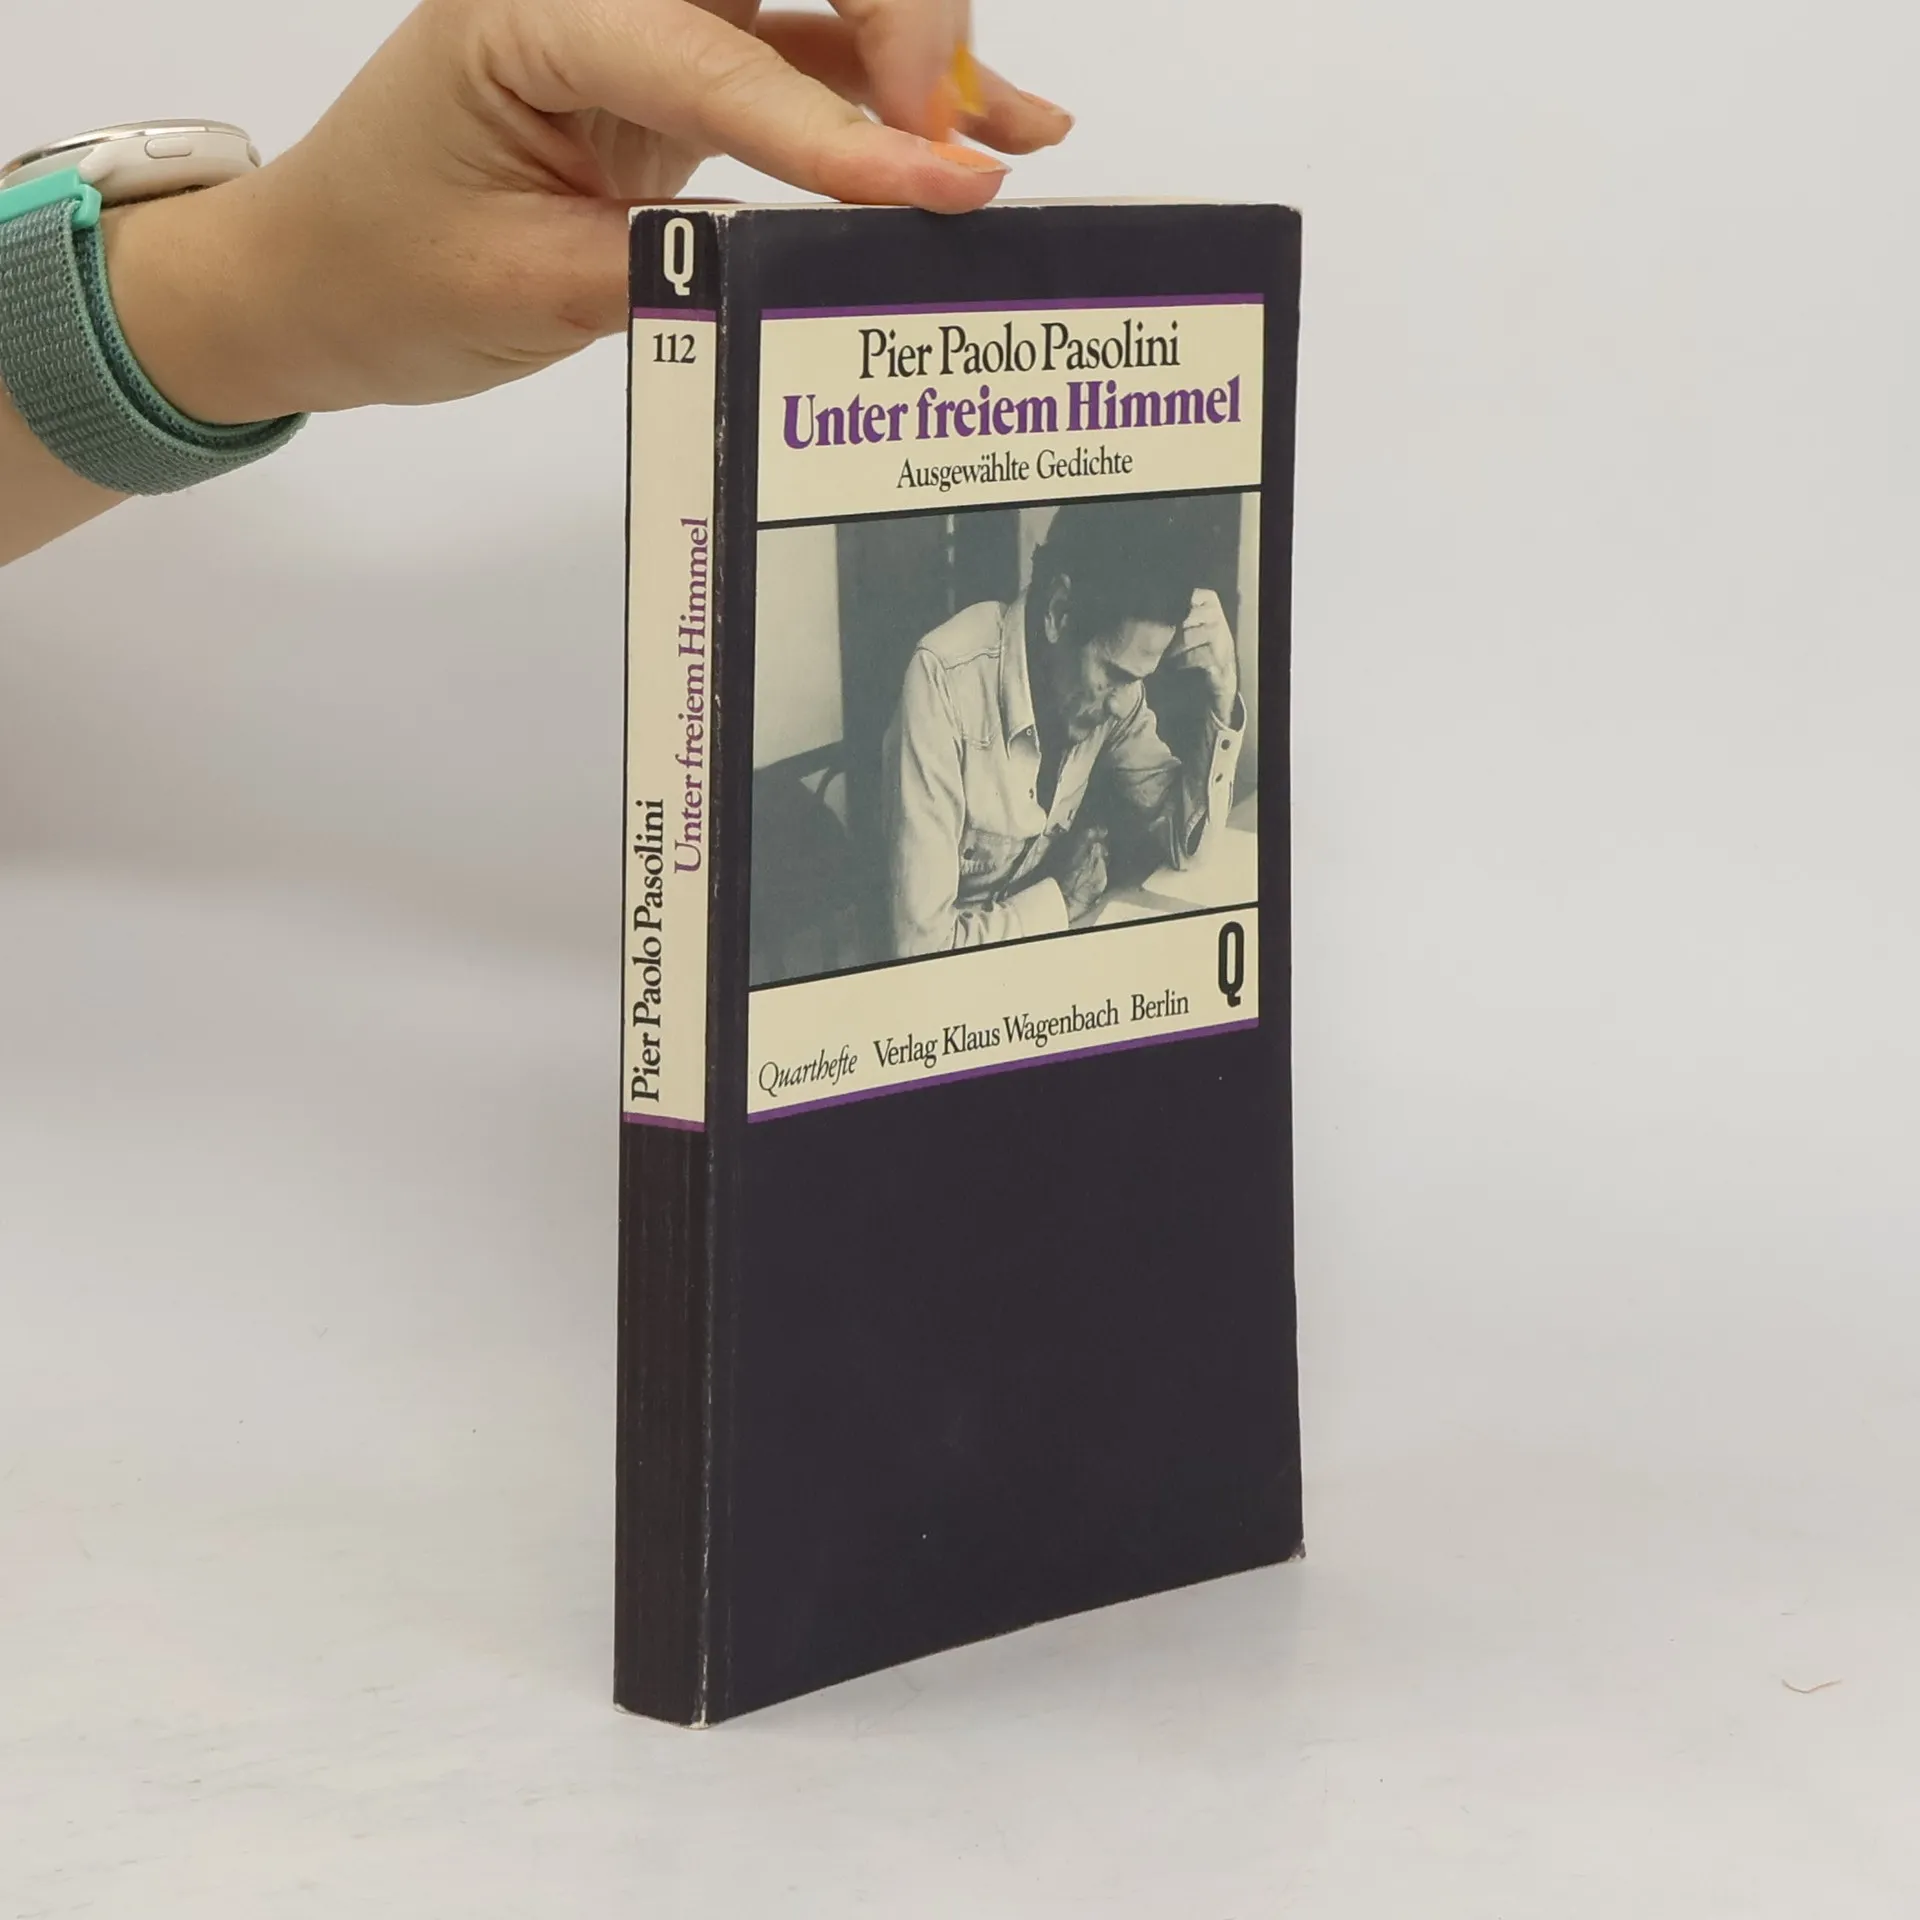 Q
112
Pier Paolo Pasolini
Unter freiem Himmel
Pier Paolo Pasolini
Unter freiem Himmel
Ausgewählte Gedichte
Q
Quarthefte Verlag Klaus Wagenbach Berlin